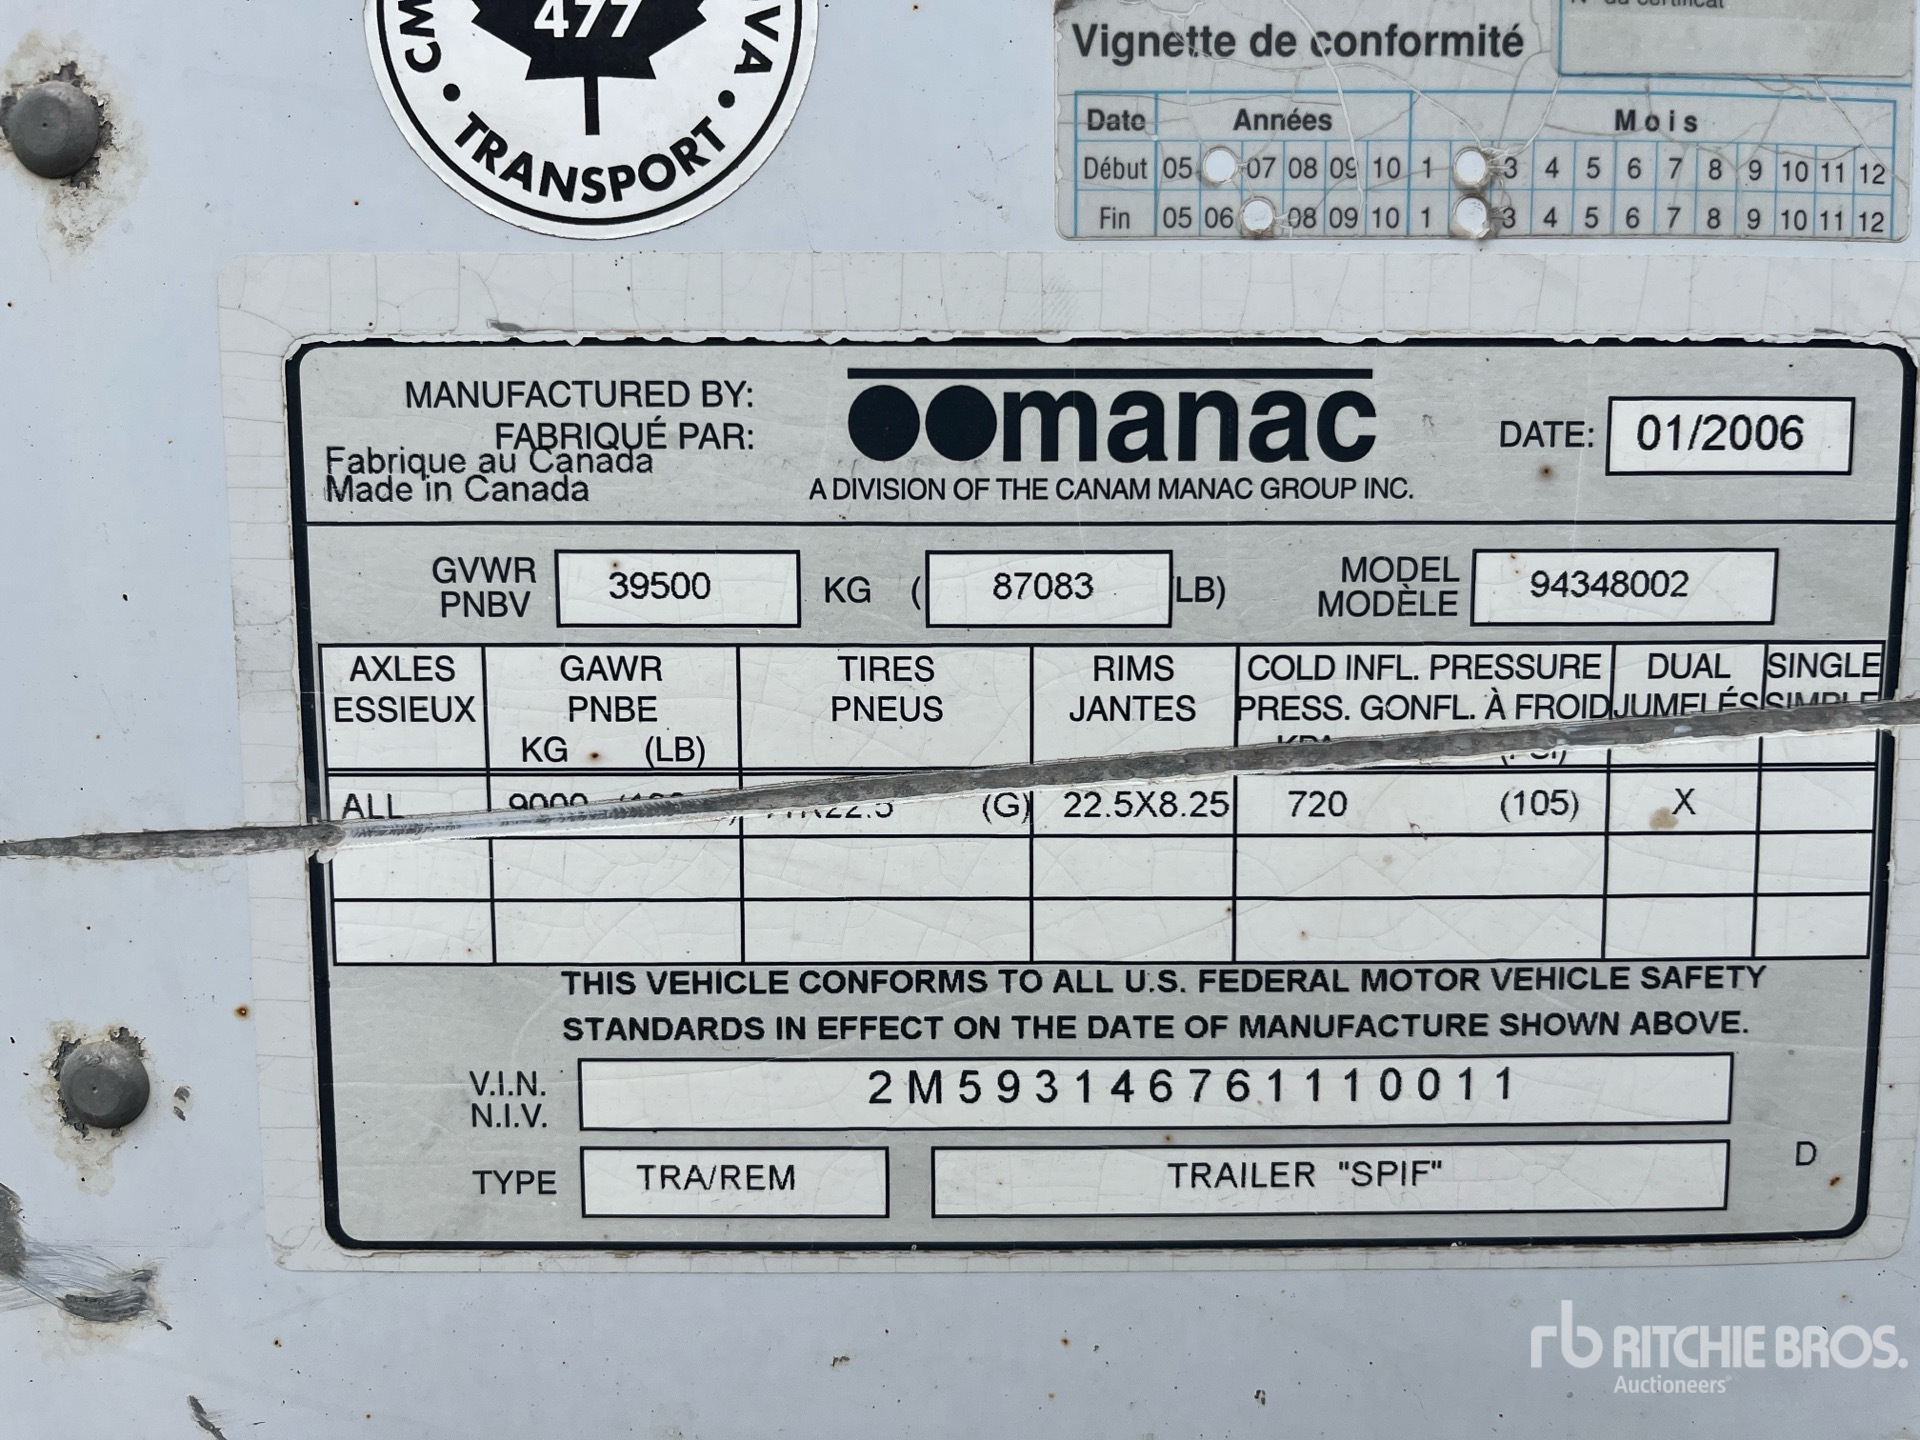 477
TRANSPORT
Vignette de conformité
Date Années Mois
Début 05 07 08 09 10 1 3 4 5 6 7 8 9 10 11 12
Fin 05 06 08 09 10 1 3 4 5 6 7 8 9 10 11 12
MANUFACTURED BY:
FABRIQUÉ PAR:
Fabrique au Canada
Made in Canada
manac
A DIVISION OF THE CANAM MANAC GROUP INC.
DATE: 01/2006
GVWR
PNBV
39500 KG ( 87083 LB)
MODEL
MODÈLE
94348002
AXLES GAWR TIRES RIMS COLD INFL. PRESSURE DUAL SINGLE
ESSIEUX PNBE PNEUS JANTES PRESS. GONFL. À FROID JUMELÉS SIMPLE
KG (LB)
ALL 9000 (G) 22.5X8.25 720 (105) X
THIS VEHICLE CONFORMS TO ALL U.S. FEDERAL MOTOR VEHICLE SAFETY
STANDARDS IN EFFECT ON THE DATE OF MANUFACTURE SHOWN ABOVE.
V.I.N.
N.I.V.
2M593146761110011
TYPE TRA/REM TRAILER "SPIF" D
rb RITCHIE BROS.
Auctioneers